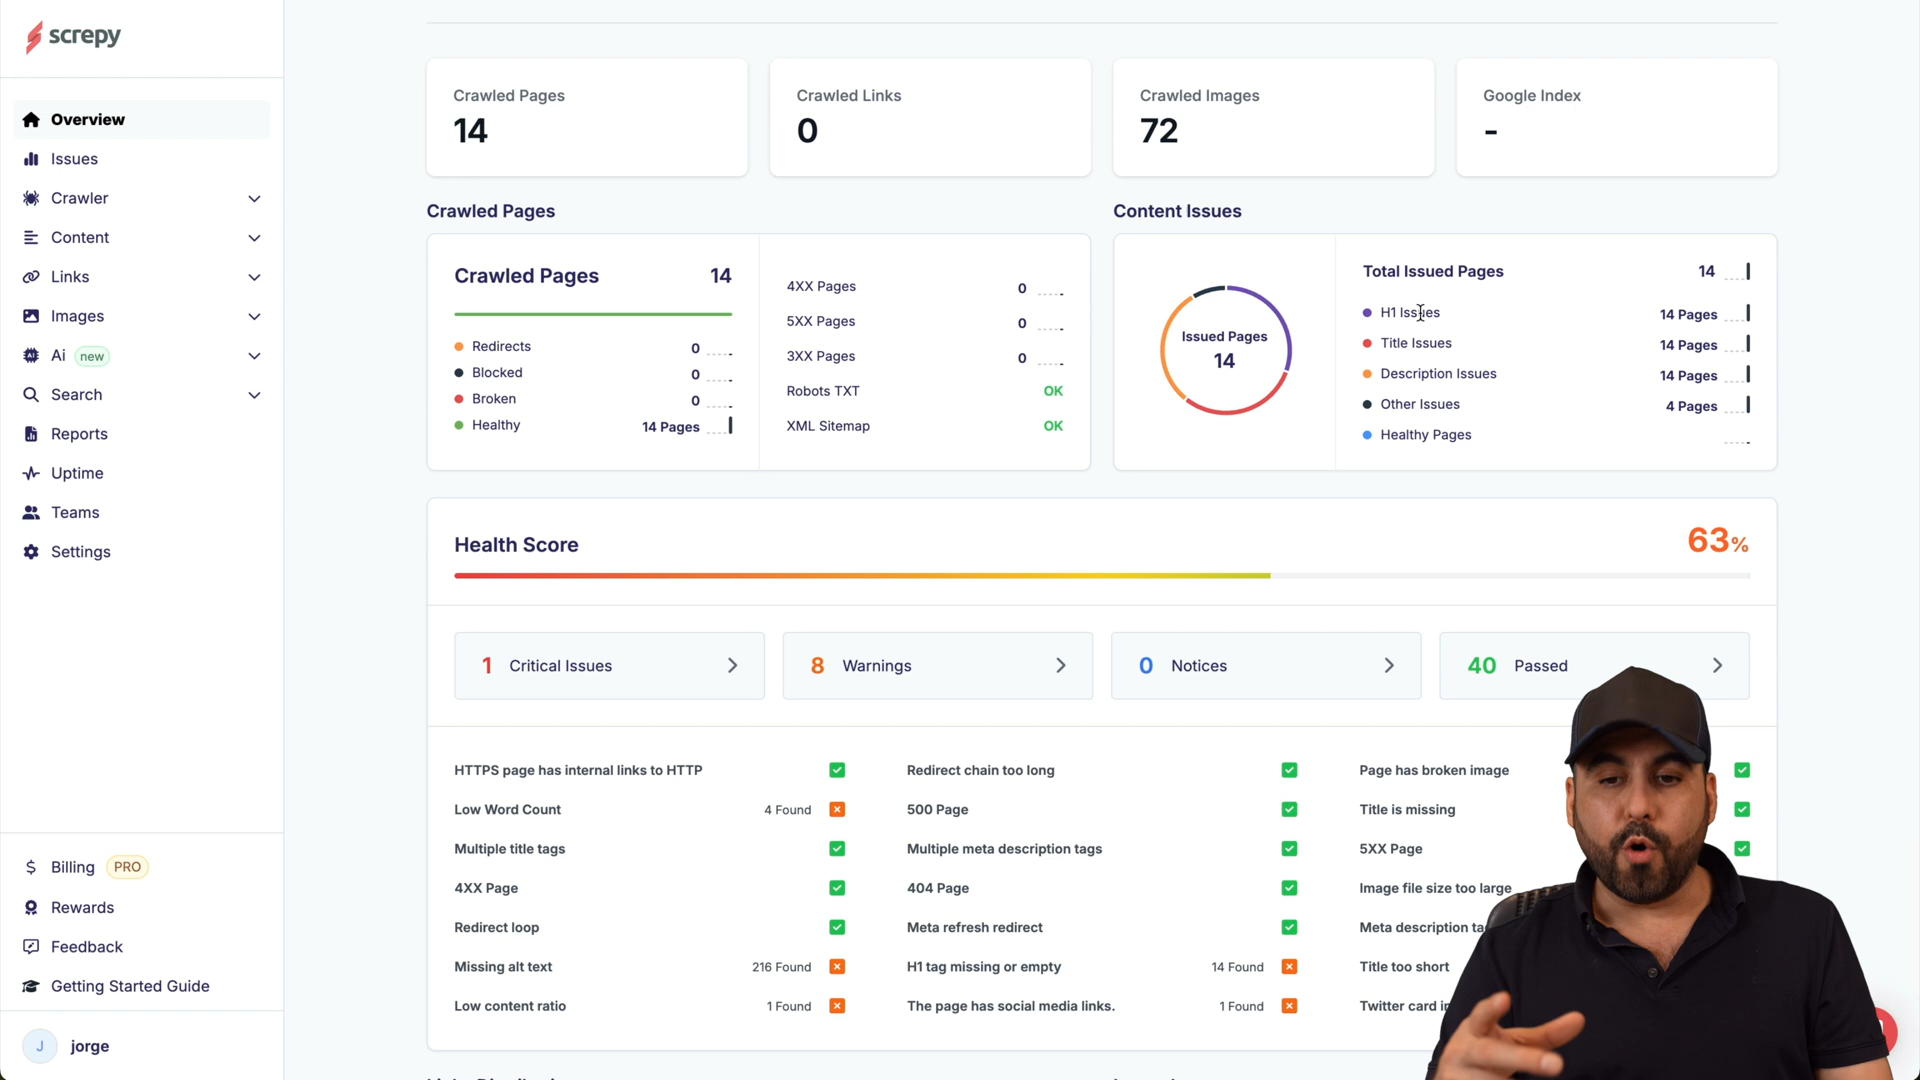 screpy
Overview
Issues
Crawler
Content
Links
Images
Ai new
Search
Reports
Uptime
Teams
Settings
Billing PRO
Rewards
Feedback
Getting Started Guide
J jorge
Crawled Pages
14
Crawled Links
0
Crawled Images
72
Google Index
-
Crawled Pages
Crawled Pages 14
Redirects 0
Blocked 0
Broken 0
Healthy 14 Pages
4XX Pages 0
5XX Pages 0
3XX Pages 0
Robots TXT OK
XML Sitemap OK
Content Issues
Issued Pages
14
Total Issued Pages 14
H1 Issues 14 Pages
Title Issues 14 Pages
Description Issues 14 Pages
Other Issues 4 Pages
Healthy Pages
Health Score 63%
1 Critical Issues
8 Warnings
0 Notices
40 Passed
HTTPS page has internal links to HTTP
Low Word Count 4 Found
Multiple title tags
4XX Page
Redirect loop
Missing alt text 216 Found
Low content ratio 1 Found
Redirect chain too long
500 Page
Multiple meta description tags
404 Page
Meta refresh redirect
H1 tag missing or empty 14 Found
The page has social media links. 1 Found
Page has broken image
Title is missing
5XX Page
Image file size too large
Meta description
Title too short
Twitter card